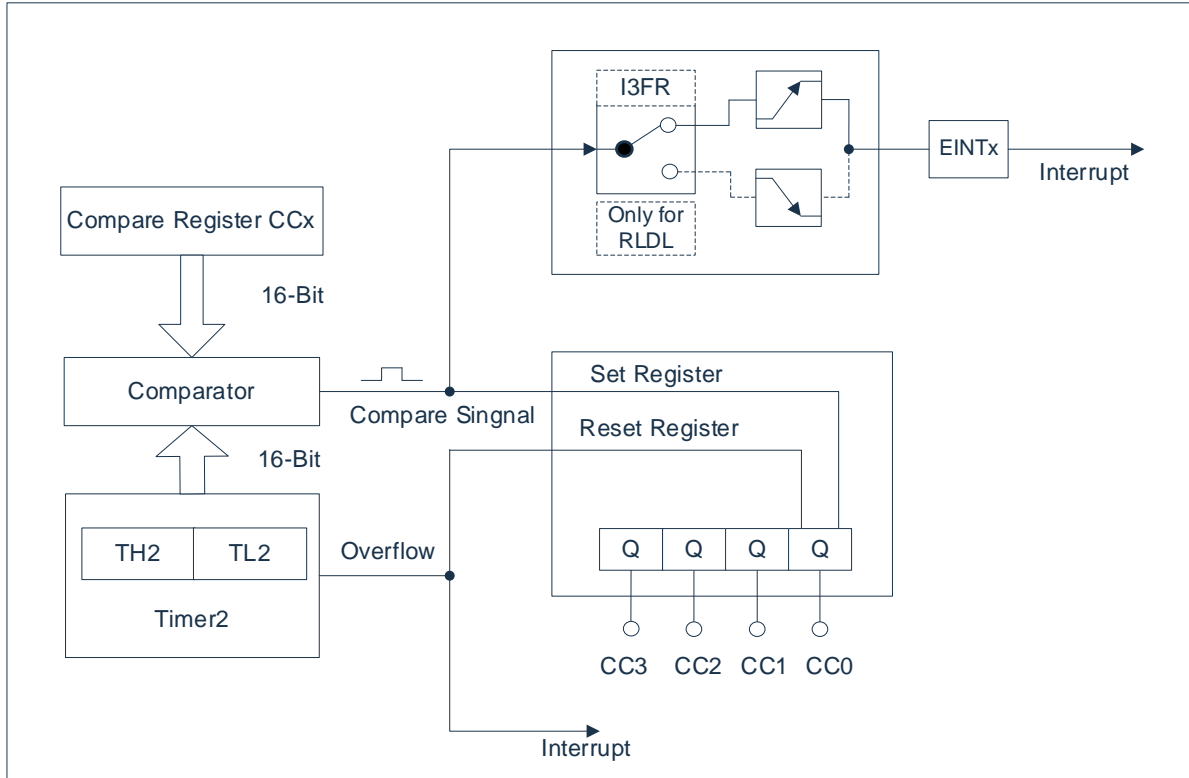 I3FR
Only for
RLDL
EINTx
Interrupt
Compare Register CCx
16-Bit
Comparator
Compare Singnal
Set Register
Reset Register
16-Bit
TH2
TL2
Timer2
Overflow
Q Q Q Q
CC3 CC2 CC1 CC0
Interrupt